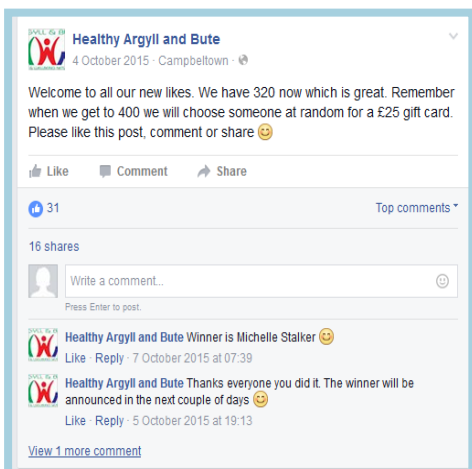 Healthy Argyll and Bute
4 October 2015 · Campbeltown ·
Welcome to all our new likes. We have 320 now which is great. Remember
when we get to 400 we will choose someone at random for a £25 gift card.
Please like this post, comment or share
Like Comment Share
31 Top comments
16 shares
Write a comment...
Press Enter to post.
Healthy Argyll and Bute Winner is Michelle Stalker
Like · Reply · 7 October 2015 at 07:39
Healthy Argyll and Bute Thanks everyone you did it. The winner will be
announced in the next couple of days
Like · Reply · 5 October 2015 at 19:13
View 1 more comment